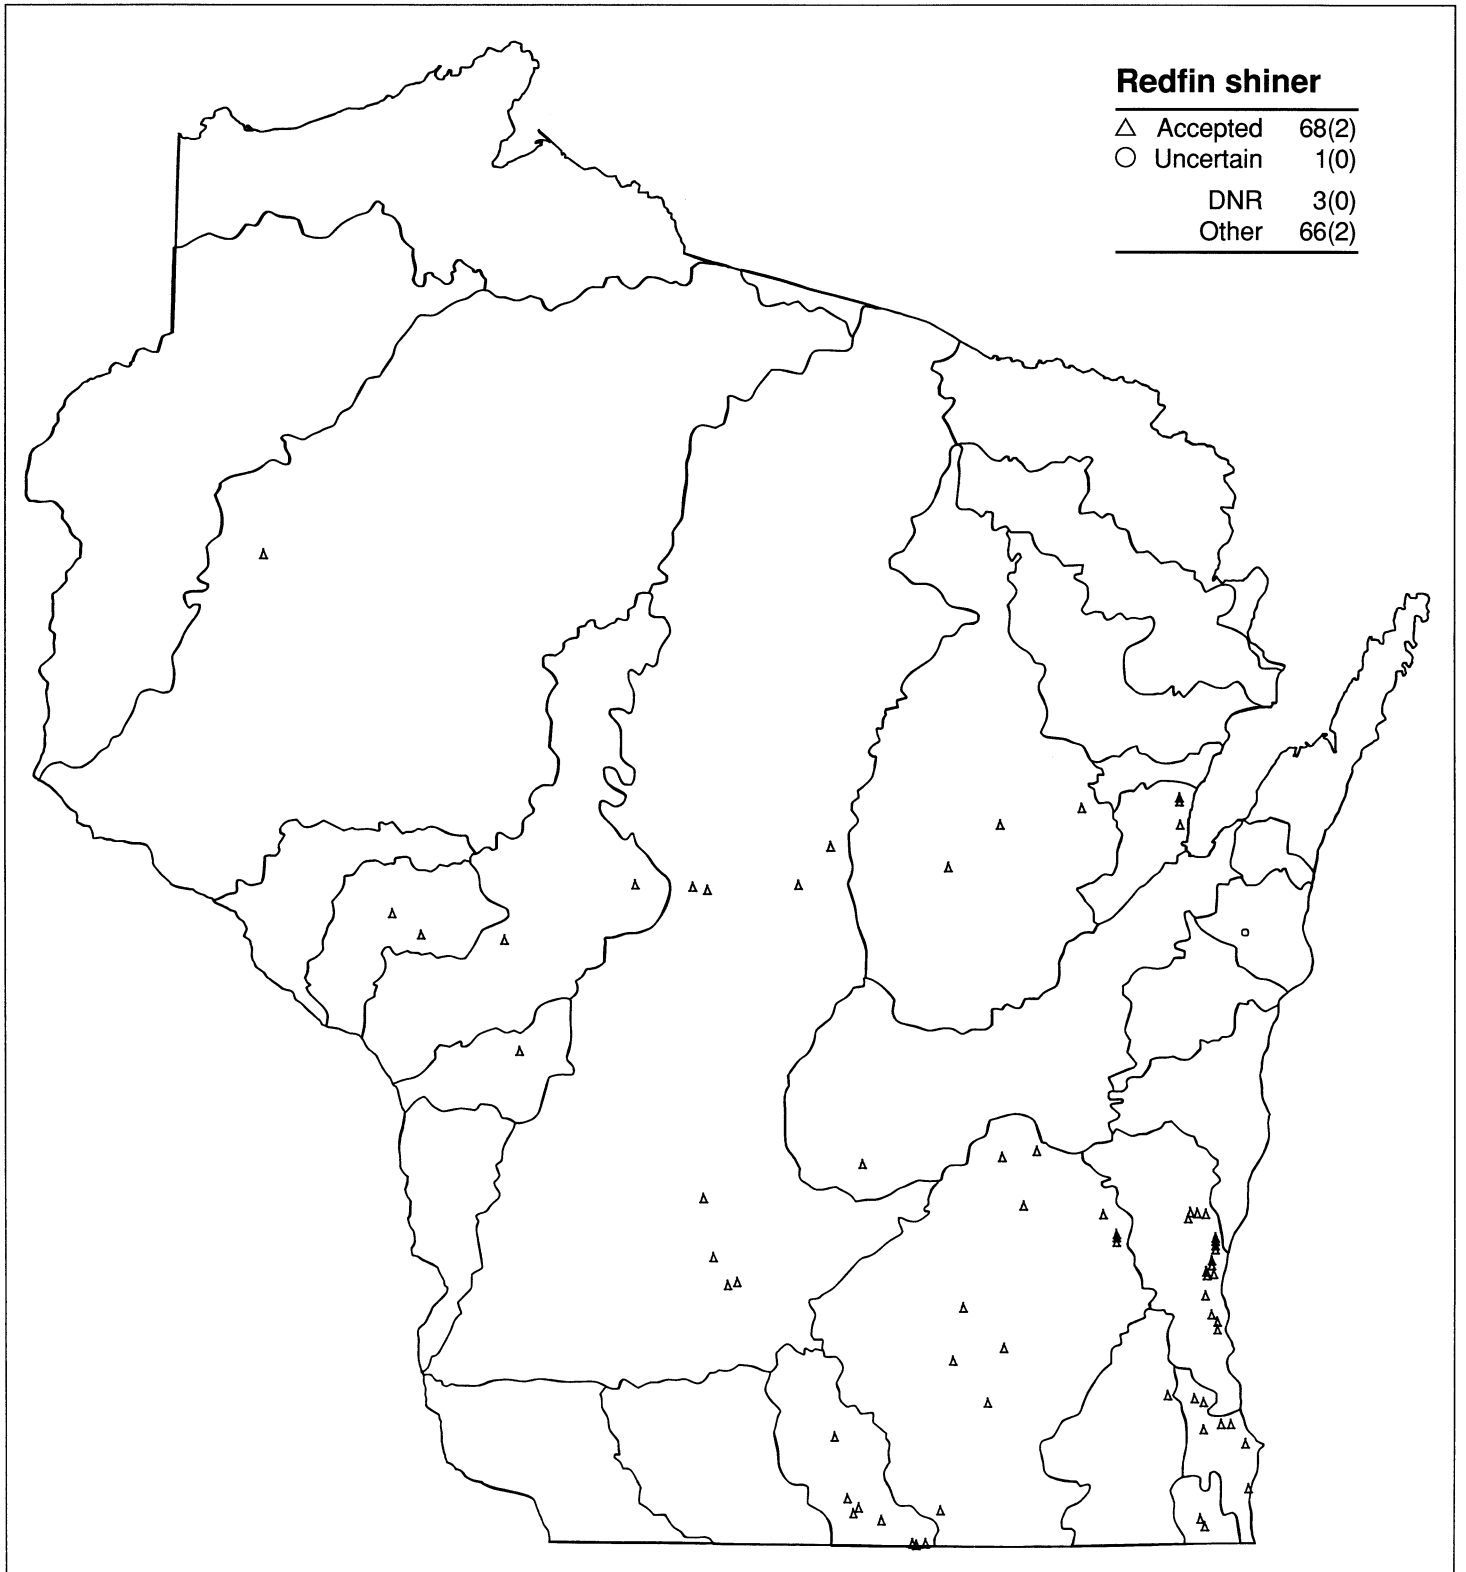 Redfin shiner
△ Accepted 68(2)
○ Uncertain 1(0)
DNR 3(0)
Other 66(2)